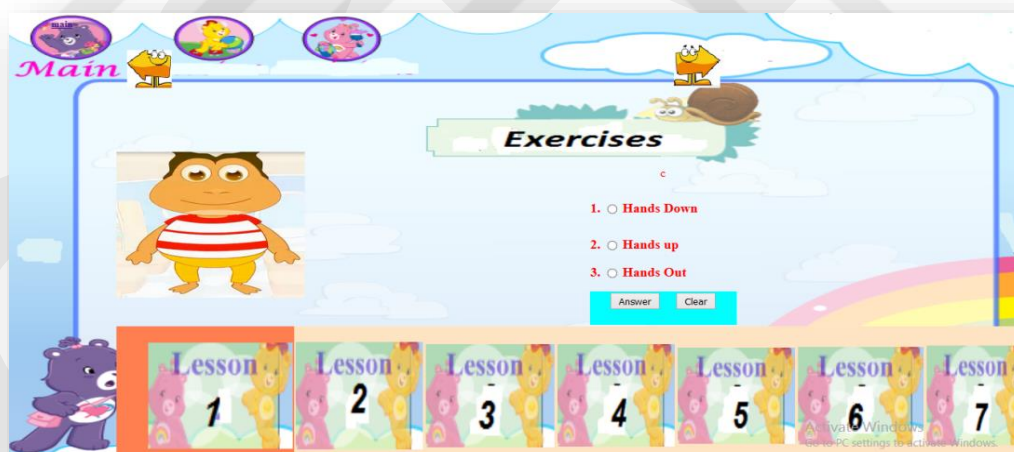 main
Main
Exercises
c
1. Hands Down
2. Hands up
3. Hands Out
Answer Clear
Lesson 1
Lesson 2
Lesson 3
Lesson 4
Lesson 5
Lesson 6
Lesson 7
Activate Windows
Go to PC settings to activate Windows.